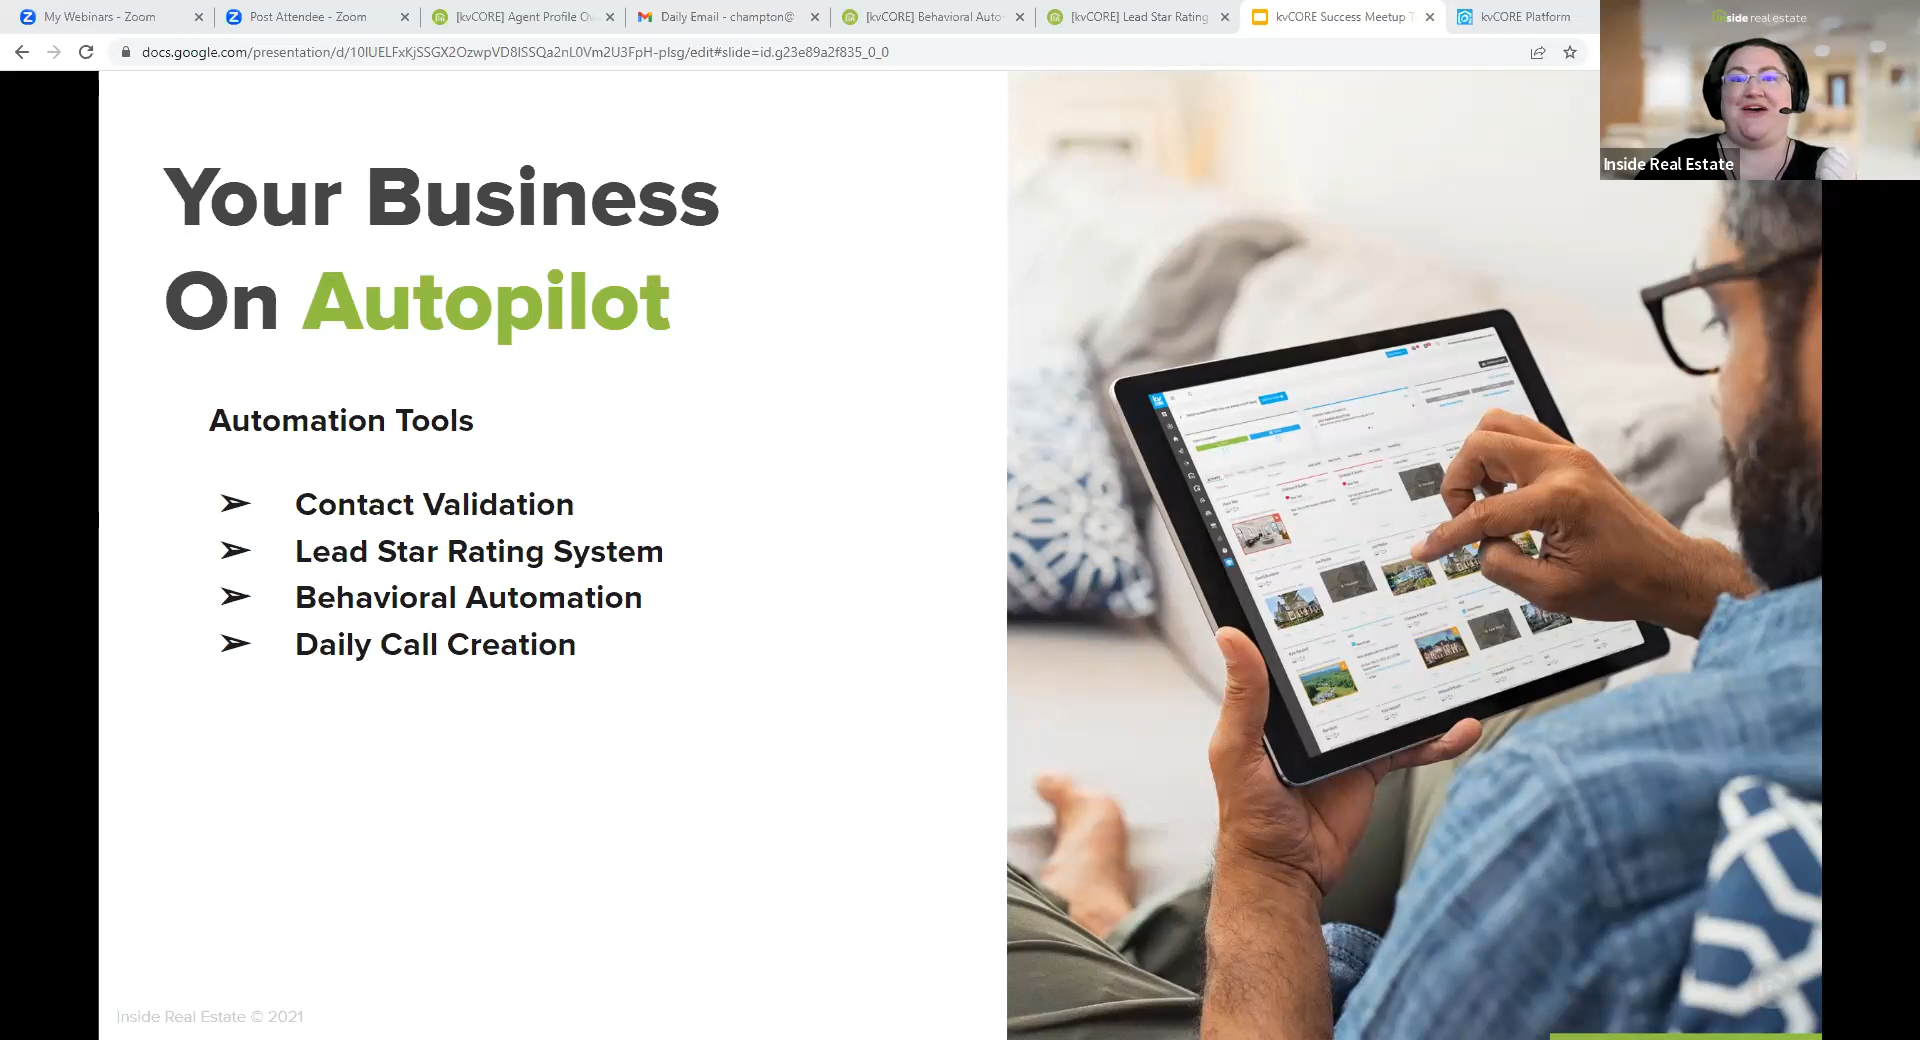 My Webinars - Zoom
Post Attendee - Zoom
[kvCORE] Agent Profile Ov
Daily Email - champton@
[kvCORE] Behavioral Auto
[kvCORE] Lead Star Rating
kvCORE Success Meetup T
kvCORE Platform
docs.google.com/presentation/d/10IUELFxKjSSGX2OzwpVD8ISSQa2nL0Vm2U3FpH-pIsg/edit#slide=id.g23e89a2f835_0_0
inside real estate
Inside Real Estate
Your Business
On Autopilot
Automation Tools
➢ Contact Validation
➢ Lead Star Rating System
➢ Behavioral Automation
➢ Daily Call Creation
Inside Real Estate © 2021